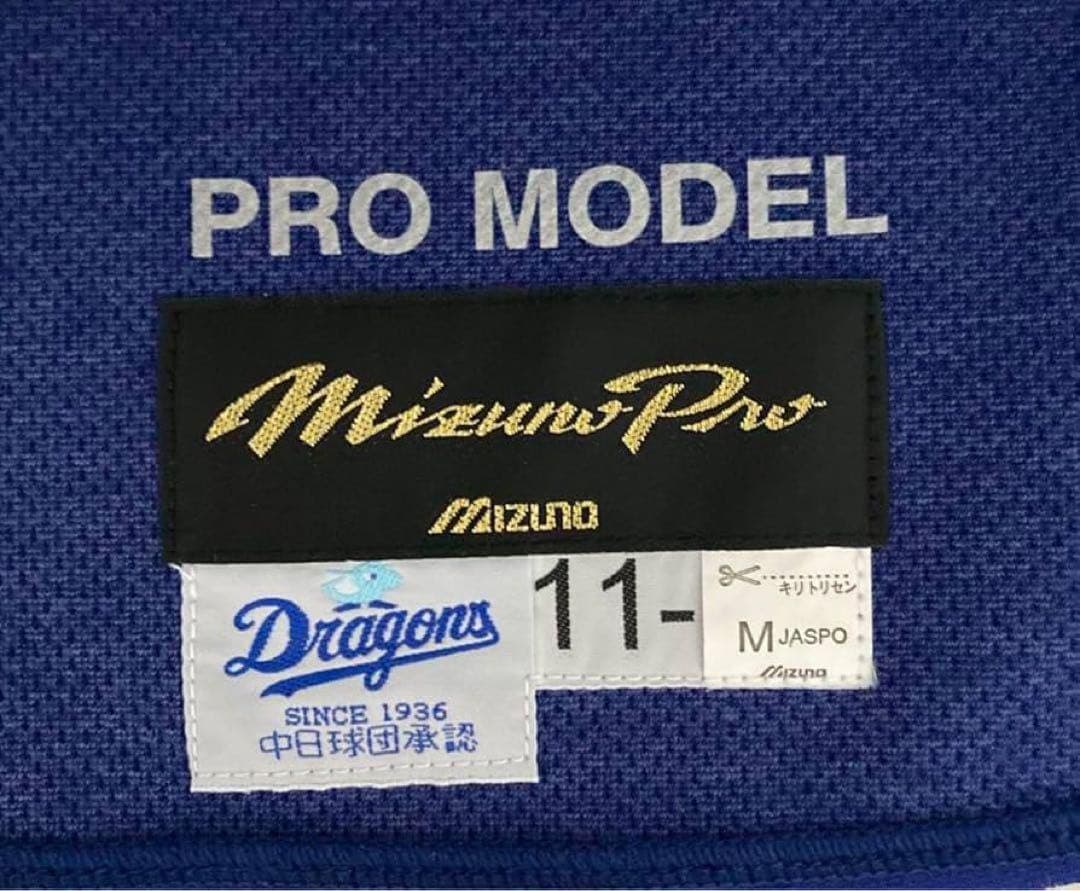 PRO MODEL
Mizuno Pro
MIZUNO
Dragons
SINCE 1936
中日球団承認
11-
キリトリセン
M JASPO
MIZUNO